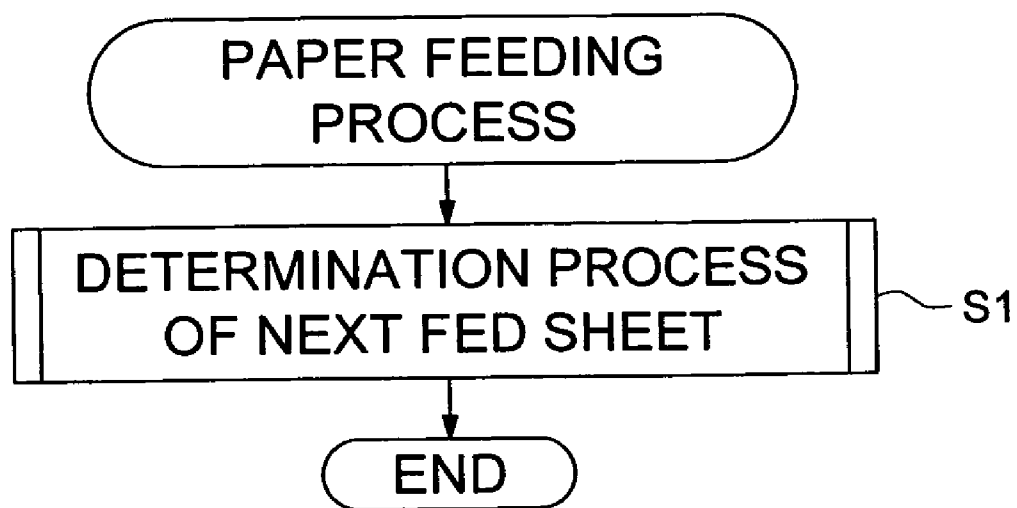 PAPER FEEDING
PROCESS
DETERMINATION PROCESS
OF NEXT FED SHEET
S1
END